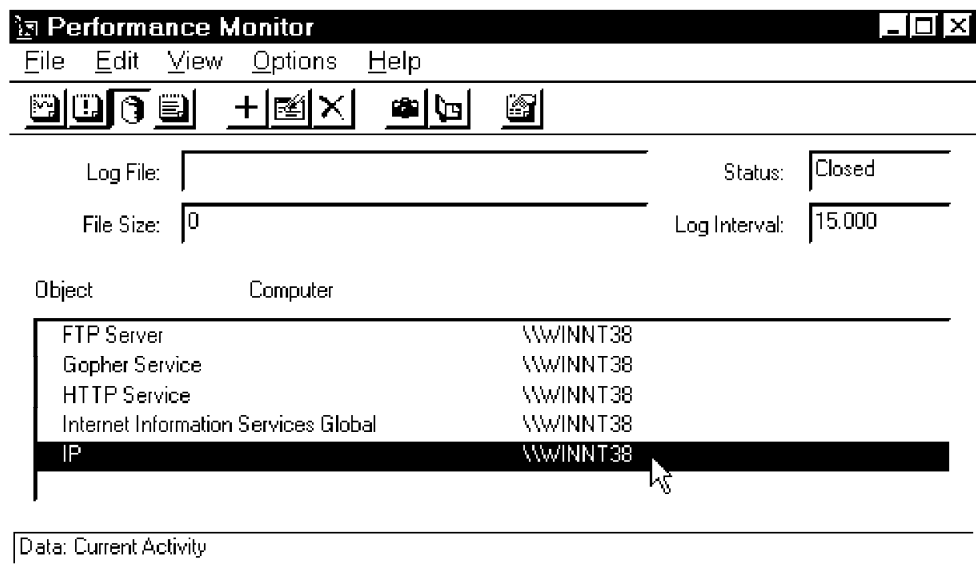 Performance Monitor
File Edit View Options Help
Log File: Status: Closed
File Size: 0 Log Interval: 15.000
Object Computer
FTP Server \\WINNT38
Gopher Service \\WINNT38
HTTP Service \\WINNT38
Internet Information Services Global \\WINNT38
IP \\WINNT38
Data: Current Activity